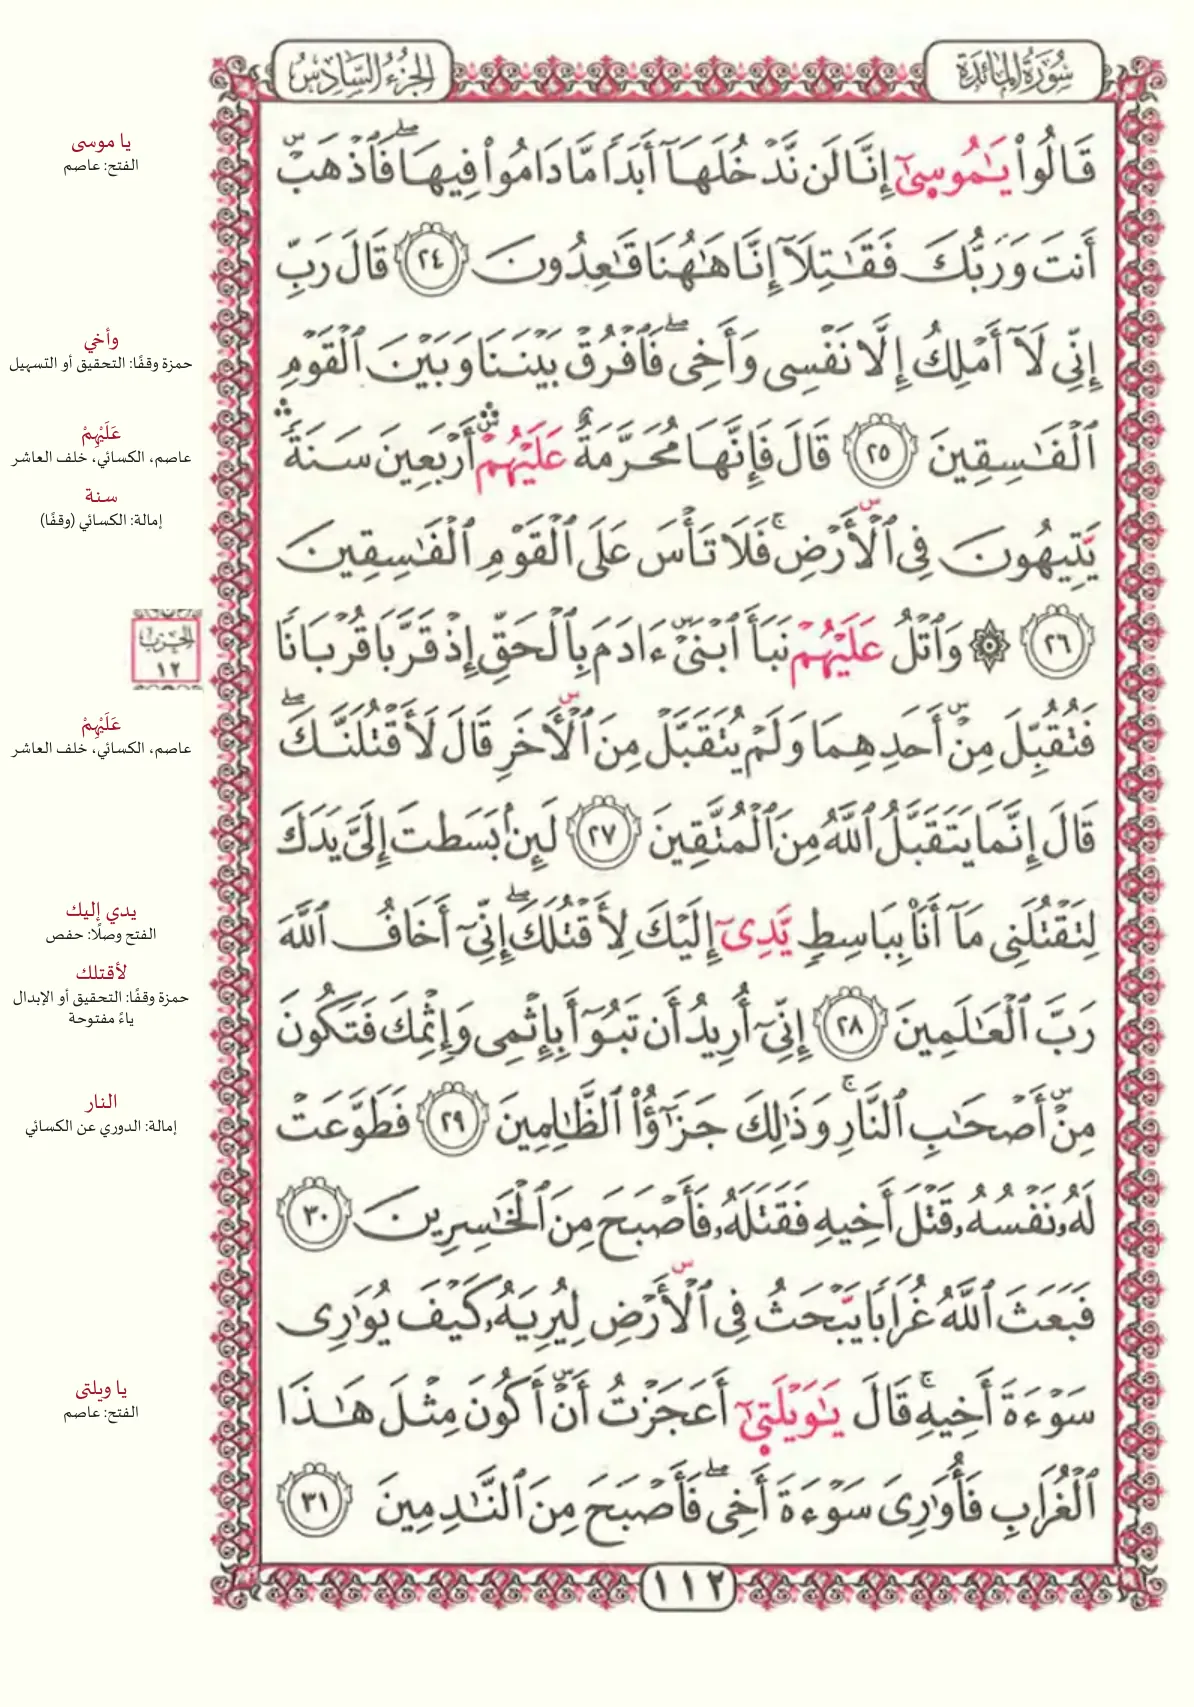 سُورَةُ المَائدة
الجُزءُ السَّادِس
قَالُوا۟ يَـٰمُوسَىٰٓ إِنَّا لَن نَّدْخُلَهَآ أَبَدًا مَّا دَامُوا۟ فِيهَا ۖ فَٱذْهَبْ
أَنتَ وَرَبُّكَ فَقَـٰتِلَآ إِنَّا هَـٰهُنَا قَـٰعِدُونَ ٢٤ قَالَ رَبِّ
إِنِّى لَآ أَمْلِكُ إِلَّا نَفْسِى وَأَخِى ۖ فَٱفْرُقْ بَيْنَنَا وَبَيْنَ ٱلْقَوْمِ
ٱلْفَـٰسِقِينَ ٢٥ قَالَ فَإِنَّهَا مُحَرَّمَةٌ عَلَيْهُمْ أَرْبَعِينَ سَنَةً ۛ
يَتِيهُونَ فِى ٱلْأَرْضِ ۚ فَلَا تَأْسَ عَلَى ٱلْقَوْمِ ٱلْفَـٰسِقِينَ
٢٦ ۞ وَٱتْلُ عَلَيْهُمْ نَبَأَ ٱبْنَىْ ءَادَمَ بِٱلْحَقِّ إِذْ قَرَّبَا قُرْبَانًا
فَتُقُبِّلَ مِنْ أَحَدِهِمَا وَلَمْ يُتَقَبَّلْ مِنَ ٱلْأَخَرِ قَالَ لَأَقْتُلَنَّكَ ۖ
قَالَ إِنَّمَا يَتَقَبَّلُ ٱللَّهُ مِنَ ٱلْمُتَّقِينَ ٢٧ لَئِنۢ بَسَطتَ إِلَىَّ يَدَكَ
لِتَقْتُلَنِى مَآ أَنَا۠ بِبَاسِطٍ يَدِىٓ إِلَيْكَ لِأَقْتُلَكَ ۖ إِنِّىٓ أَخَافُ ٱللَّهَ
رَبَّ ٱلْعَـٰلَمِينَ ٢٨ إِنِّىٓ أُرِيدُ أَن تَبُوٓأَ بِإِثْمِى وَإِثْمِكَ فَتَكُونَ
مِنْ أَصْحَـٰبِ ٱلنَّارِ ۚ وَذَٰلِكَ جَزَٰٓؤُا۟ ٱلظَّـٰلِمِينَ ٢٩ فَطَوَّعَتْ
لَهُۥ نَفْسُهُۥ قَتْلَ أَخِيهِ فَقَتَلَهُۥ فَأَصْبَحَ مِنَ ٱلْخَـٰسِرِينَ ٣٠
فَبَعَثَ ٱللَّهُ غُرَابًا يَبْحَثُ فِى ٱلْأَرْضِ لِيُرِيَهُۥ كَيْفَ يُوَٰرِى
سَوْءَةَ أَخِيهِ ۚ قَالَ يَـٰوَيْلَتَىٰٓ أَعَجَزْتُ أَنْ أَكُونَ مِثْلَ هَـٰذَا
ٱلْغُرَابِ فَأُوَٰرِىَ سَوْءَةَ أَخِى ۖ فَأَصْبَحَ مِنَ ٱلنَّـٰدِمِينَ ٣١
١١٢
يا موسى
الفتح: عاصم
وأخي
حمزة وقفًا: التحقيق أو التسهيل
عَلَيْهِمْ
عاصم، الكسائي، خلف العاشر
سنة
إمالة: الكسائي (وقفًا)
الحزب
١٢
عَلَيْهِمْ
عاصم، الكسائي، خلف العاشر
يدي إليك
الفتح وصلًا: حفص
لأقتلك
حمزة وقفًا: التحقيق أو الإبدال
ياءً مفتوحة
النار
إمالة: الدوري عن الكسائي
يا ويلتى
الفتح: عاصم